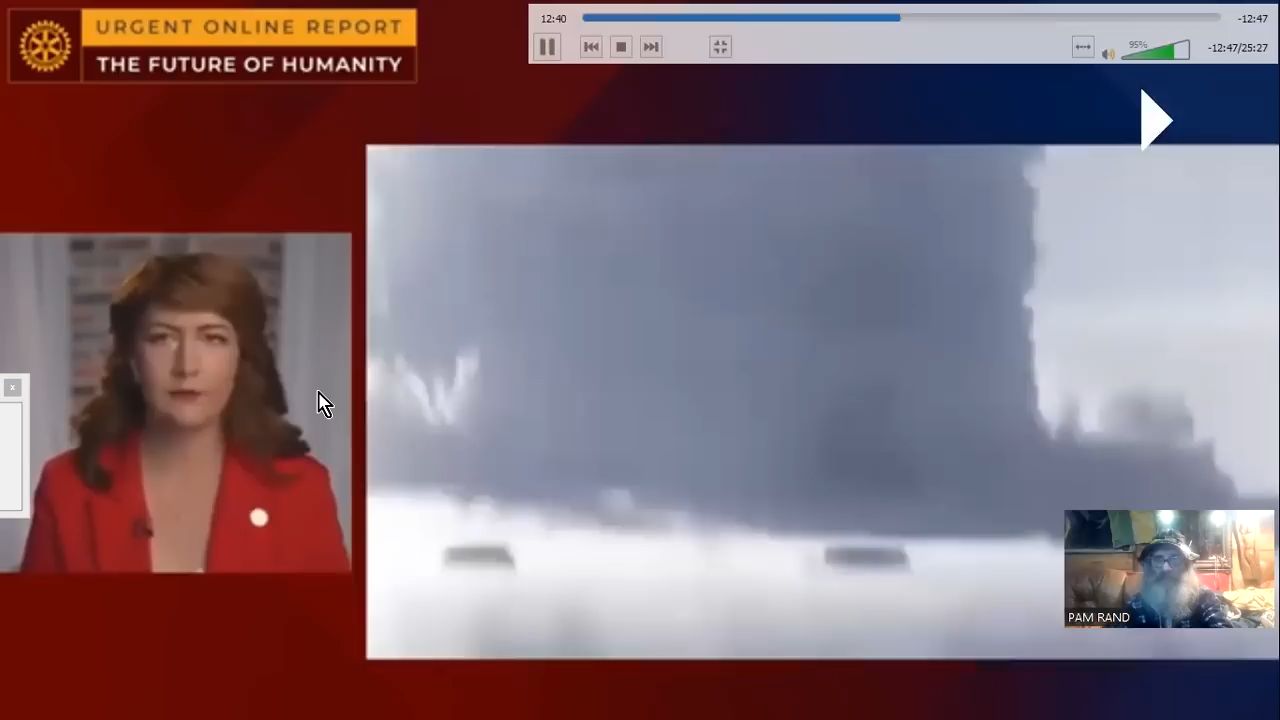 URGENT ONLINE REPORT
THE FUTURE OF HUMANITY
12:40
-12:47
95%
-12:47/25:27
x
PAM RAND